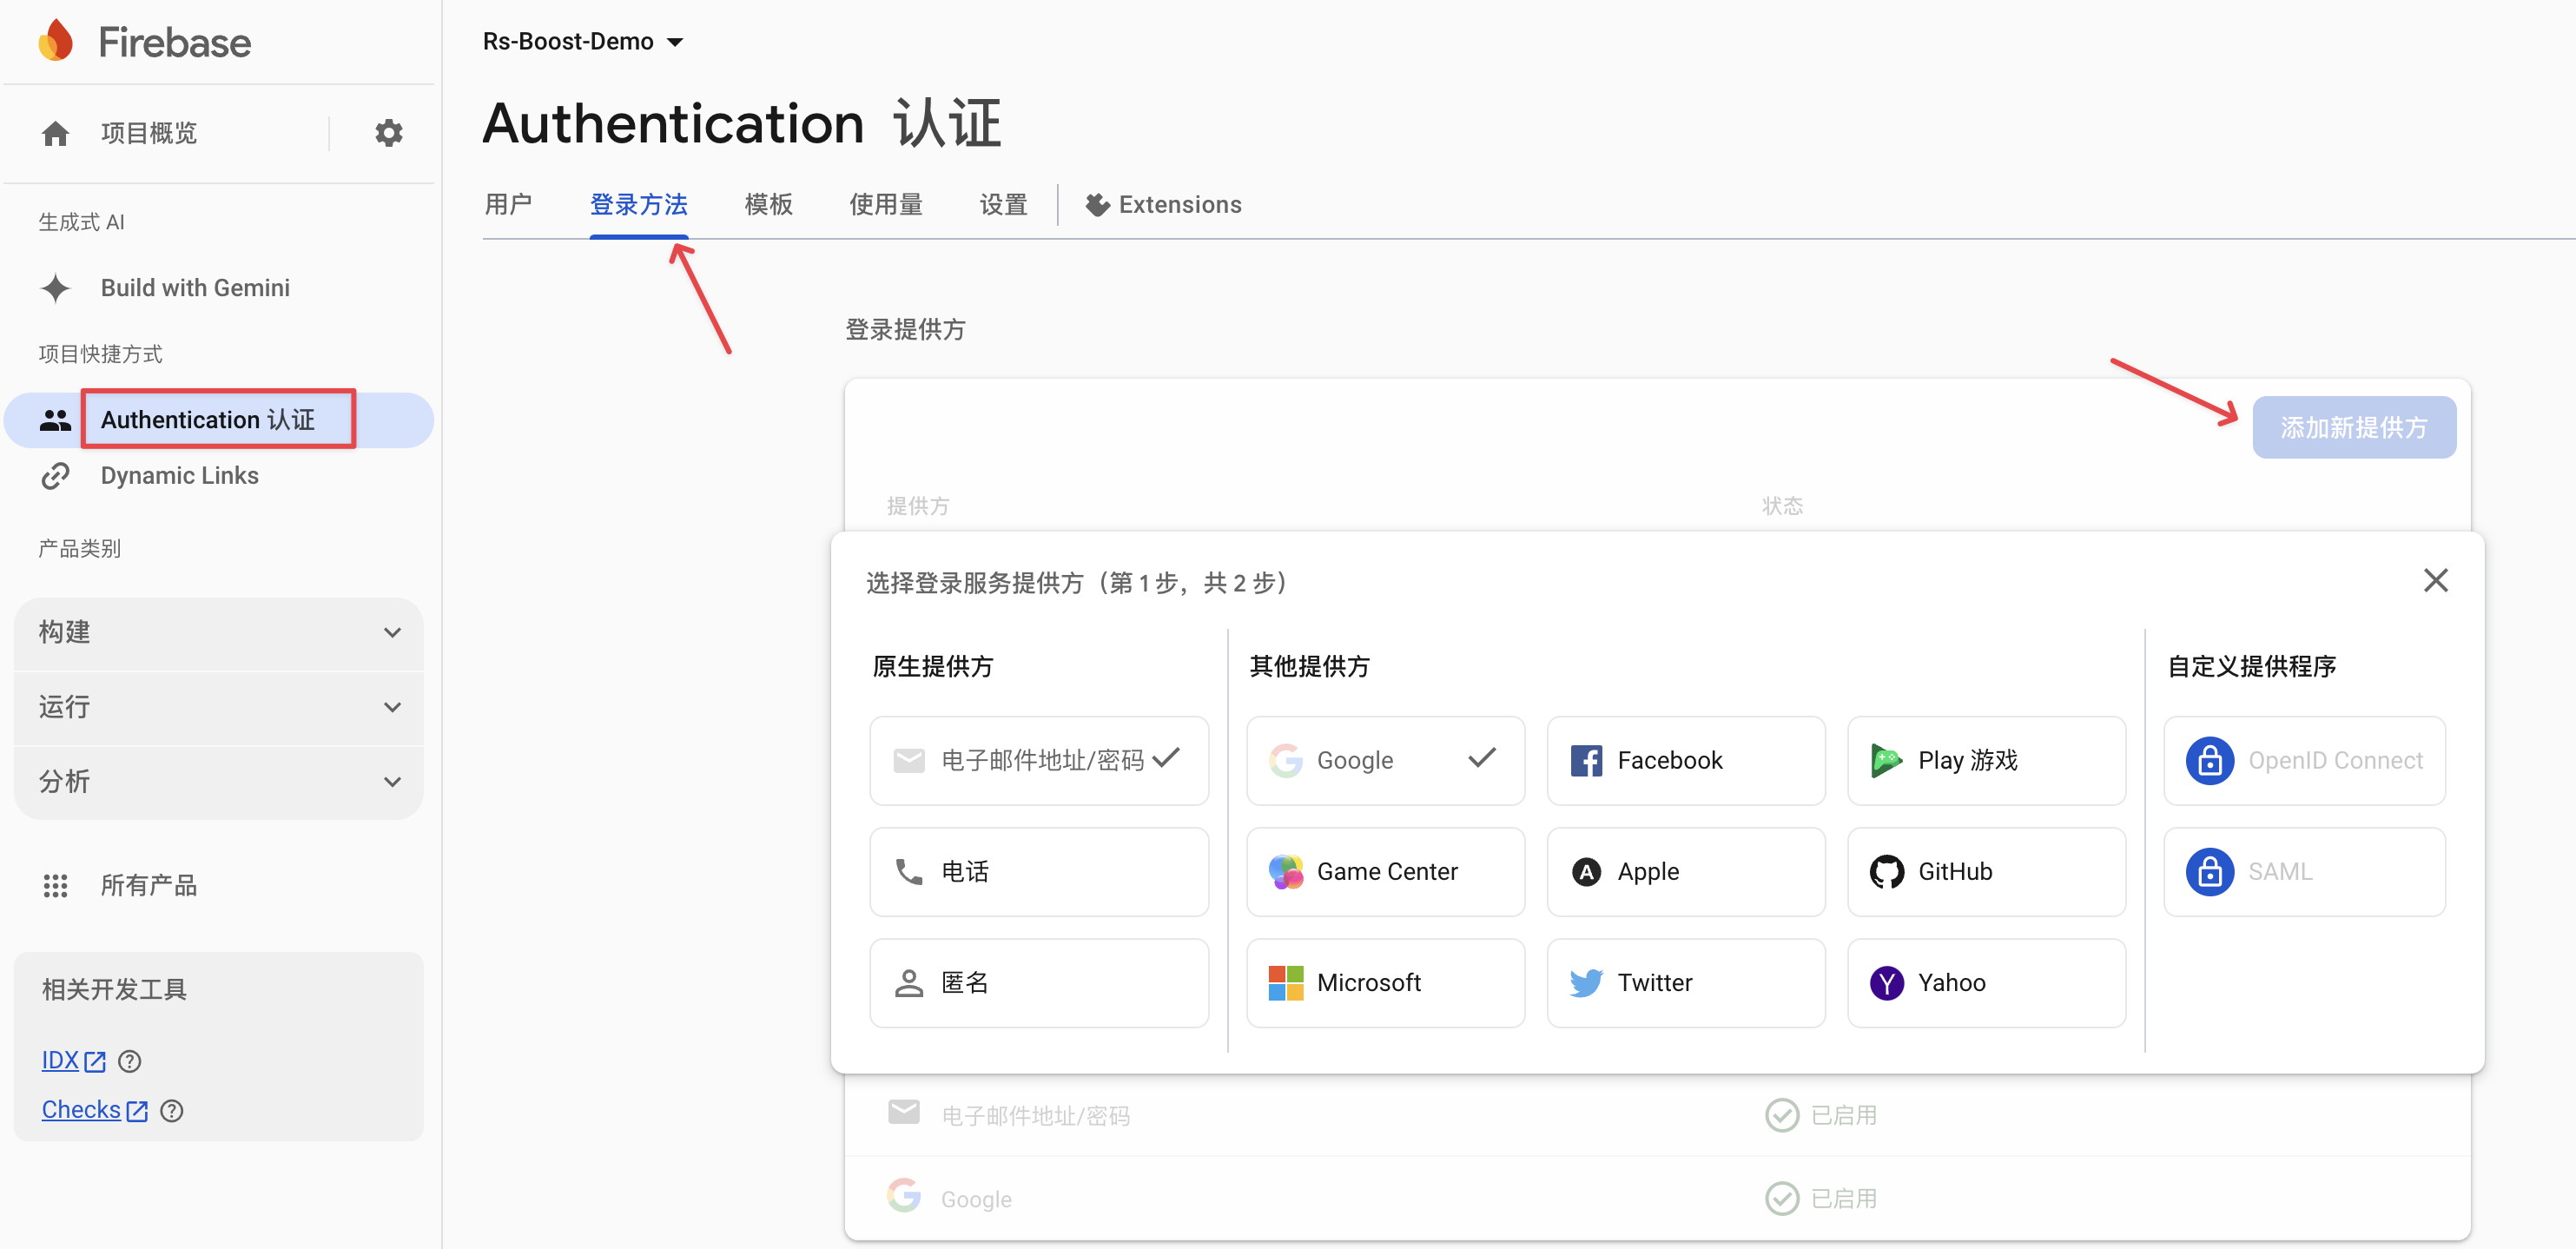 Firebase
项目概览
生成式 AI
Build with Gemini
项目快捷方式
Authentication 认证
Dynamic Links
产品类别
构建
运行
分析
所有产品
相关开发工具
IDX
Checks
Rs-Boost-Demo
Authentication 认证
用户 登录方法 模板 使用量 设置 Extensions
登录提供方
添加新提供方
提供方 状态
选择登录服务提供方（第 1 步，共 2 步）
原生提供方
电子邮件地址/密码
电话
匿名
其他提供方
Google Facebook Play 游戏
Game Center Apple GitHub
Microsoft Twitter Yahoo
自定义提供程序
OpenID Connect
SAML
电子邮件地址/密码 已启用
Google 已启用